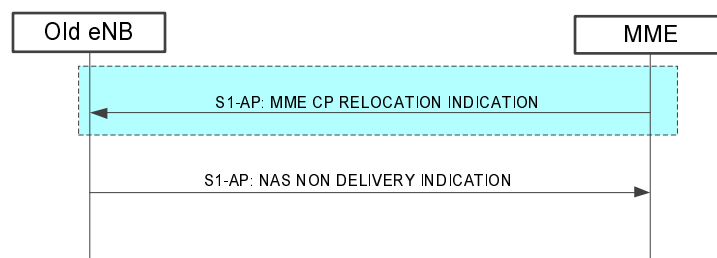 Old eNB
MME
S1-AP: MME CP RELOCATION INDICATION
S1-AP: NAS NON DELIVERY INDICATION